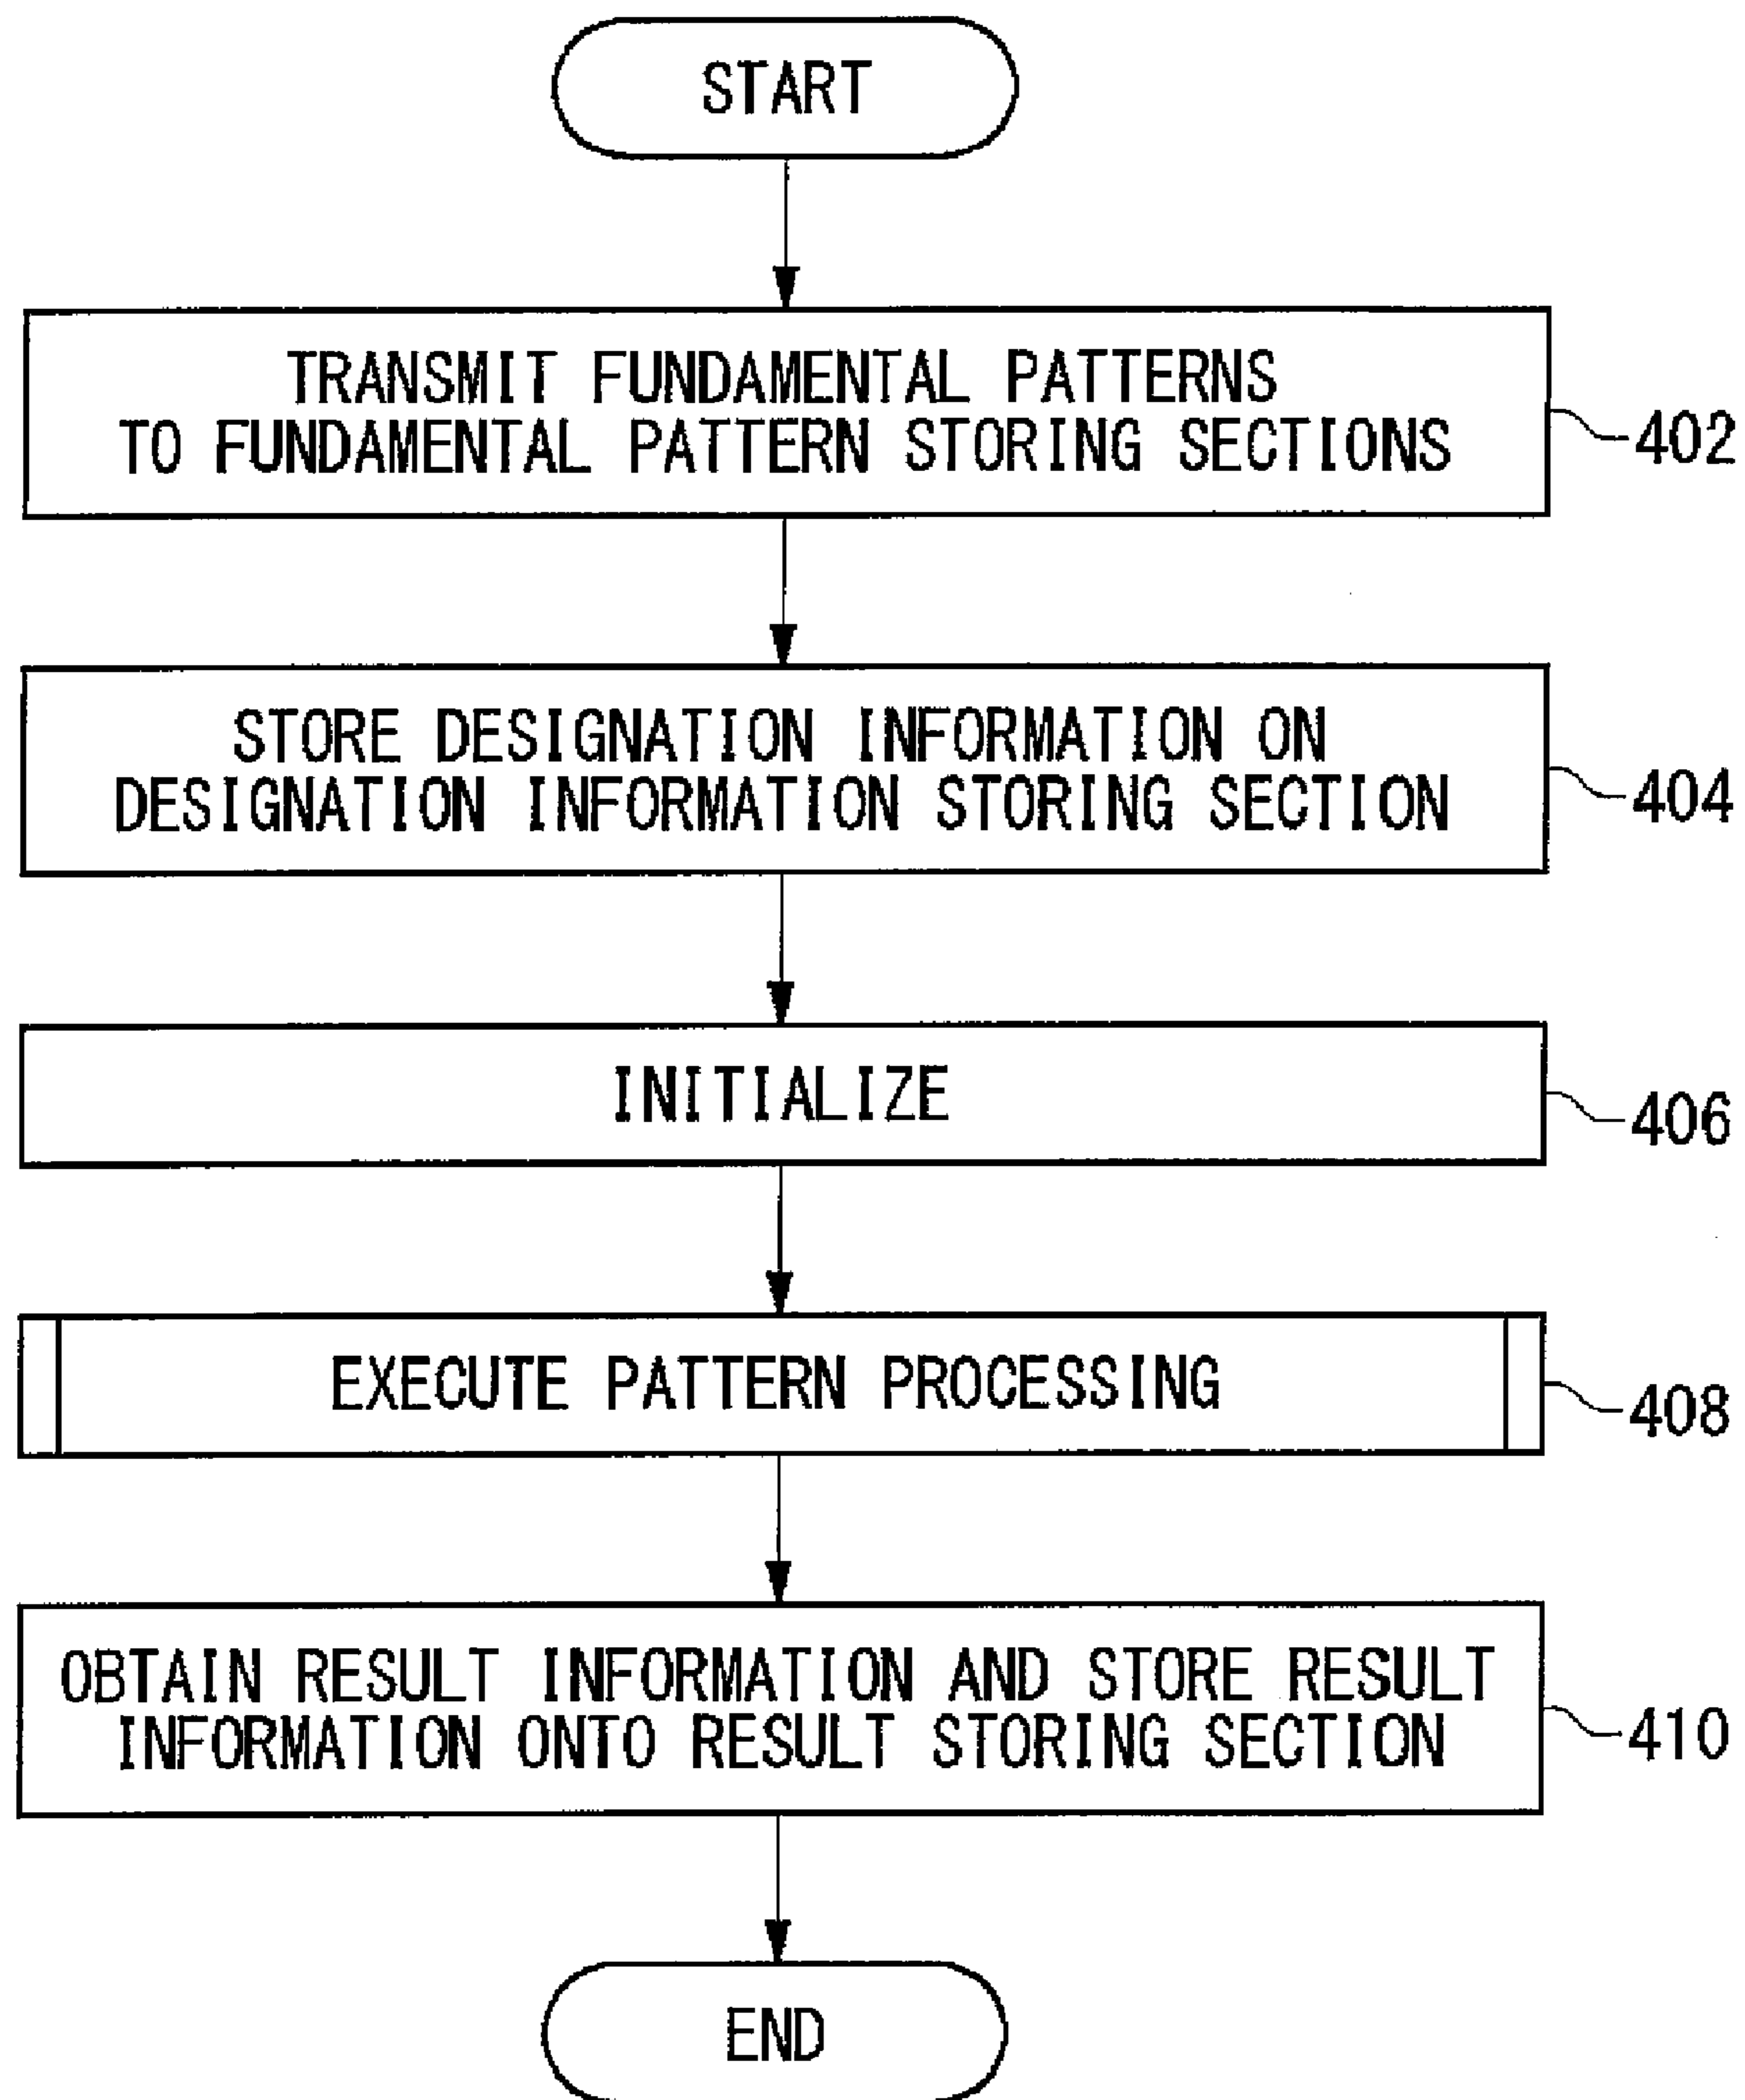 START
TRANSMIT FUNDAMENTAL PATTERNS
TO FUNDAMENTAL PATTERN STORING SECTIONS
402
STORE DESIGNATION INFORMATION ON
DESIGNATION INFORMATION STORING SECTION
404
INITIALIZE
406
EXECUTE PATTERN PROCESSING
408
OBTAIN RESULT INFORMATION AND STORE RESULT
INFORMATION ONTO RESULT STORING SECTION
410
END